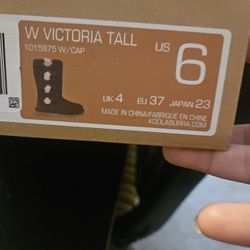 W VICTORIA TALL
1015875 W/CAP
US 6
UK 4 EU 37 JAPAN 23
MADE IN CHINA/FABRIQUÉ EN CHINE
KOOLABURRA.COM